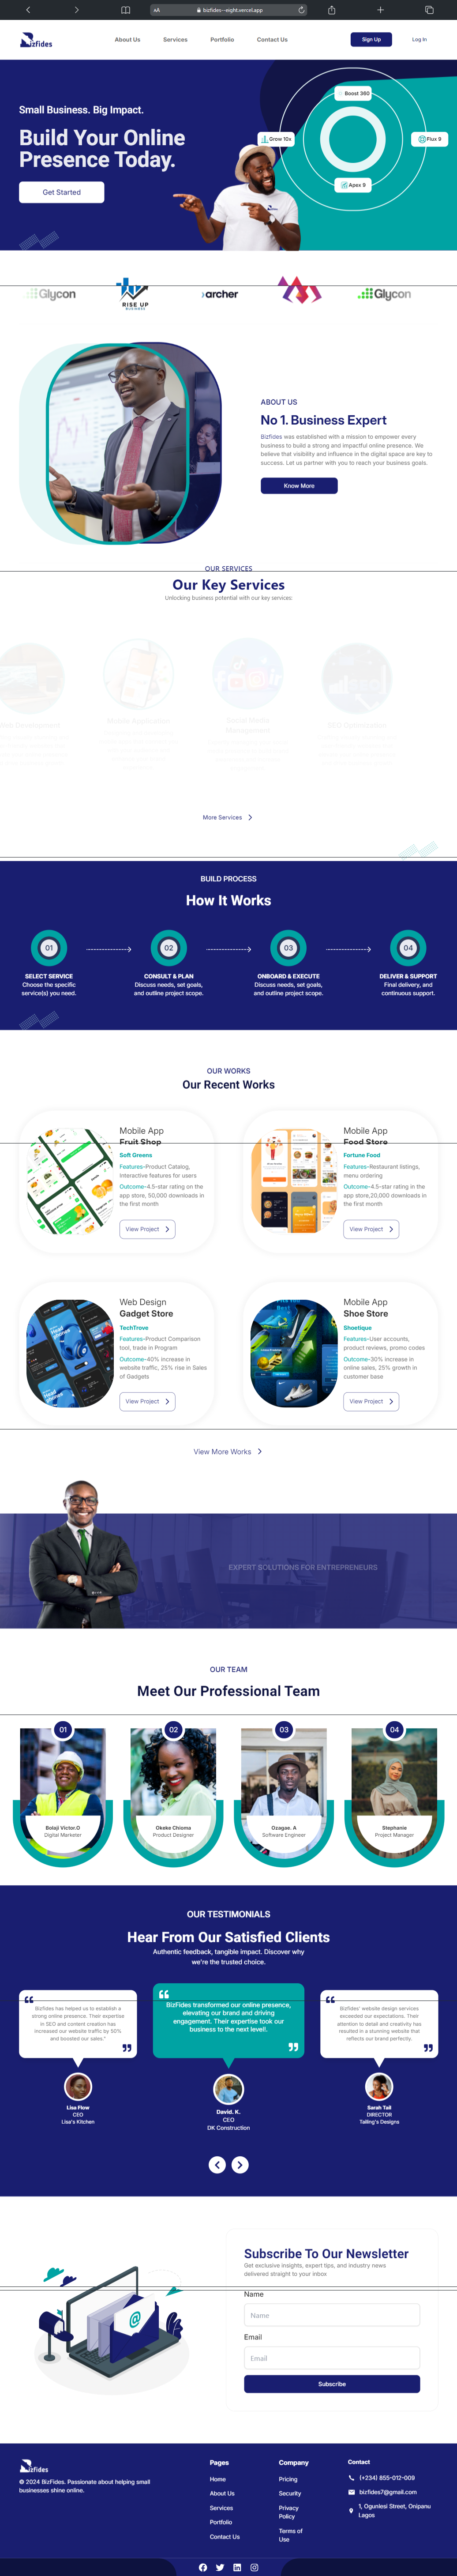 AA
bizfides--eight.vercel.app
izfides
About Us
Services
Portfolio
Contact Us
Sign Up
Log In
Small Business. Big Impact.
Build Your Online
Presence Today.
Get Started
Boost 360
Grow 10x
Flux 9
Apex 9
Glycon
RISE UP
BUSINESS
archer
Glycon
ABOUT US
No 1. Business Expert
Bizfides was established with a mission to empower every
business to build a strong and impactful online presence. We
believe that visibility and influence in the digital space are key to
success. Let us partner with you to reach your business goals.
Know More
OUR SERVICES
Our Key Services
Unlocking business potential with our key services:
Mobile Application
Social Media
Management
SEO Optimization
More Services
BUILD PROCESS
How It Works
01
02
03
04
SELECT SERVICE
Choose the specific
service(s) you need.
CONSULT & PLAN
Discuss needs, set goals,
and outline project scope.
ONBOARD & EXECUTE
Discuss needs, set goals,
and outline project scope.
DELIVER & SUPPORT
Final delivery, and
continuous support.
OUR WORKS
Our Recent Works
Mobile App
Fruit Shop
Soft Greens
Features-Product Catalog,
Interactive features for users
Outcome-4.5-star rating on the
app store, 50,000 downloads in
the first month
View Project
Mobile App
Food Store
Fortune Food
Features-Restaurant listings,
menu ordering
Outcome-4.5-star rating in the
app store,20,000 downloads in
the first month
View Project
Web Design
Gadget Store
TechTrove
Features-Product Comparison
tool, trade in Program
Outcome-40% increase in
website traffic, 25% rise in Sales
of Gadgets
View Project
Mobile App
Shoe Store
Shoetique
Features-User accounts,
product reviews, promo codes
Outcome-30% increase in
online sales, 25% growth in
customer base
View Project
View More Works
EXPERT SOLUTIONS FOR ENTREPRENEURS
OUR TEAM
Meet Our Professional Team
01
02
03
04
Bolaji Victor.O
Digital Marketer
Okeke Chioma
Product Designer
Ozagae. A
Software Engineer
Stephanie
Project Manager
OUR TESTIMONIALS
Hear From Our Satisfied Clients
Authentic feedback, tangible impact. Discover why
we're the trusted choice.
Bizfides has helped us to establish a
strong online presence. Their expertise
in SEO and content creation has
increased our website traffic by 50%
and boosted our sales."
Lisa Flow
CEO
Lisa's Kitchen
BizFides transformed our online presence,
elevating our brand and driving
engagement. Their expertise took our
business to the next level!.
David. K.
CEO
DK Construction
Bizfides' website design services
exceeded our expectations. Their
attention to detail and creativity has
resulted in a stunning website that
reflects our brand perfectly.
Sarah Tall
DIRECTOR
Talling's Designs
Subscribe To Our Newsletter
Get exclusive insights, expert tips, and industry news
delivered straight to your inbox
Name
Name
Email
Email
Subscribe
izfides
© 2024 BizFides. Passionate about helping small
businesses shine online.
Pages
Home
About Us
Services
Portfolio
Contact Us
Company
Pricing
Security
Privacy
Policy
Terms of
Use
Contact
(+234) 855-012-009
bizfides7@gmail.com
1, Ogunlesi Street, Onipanu
Lagos